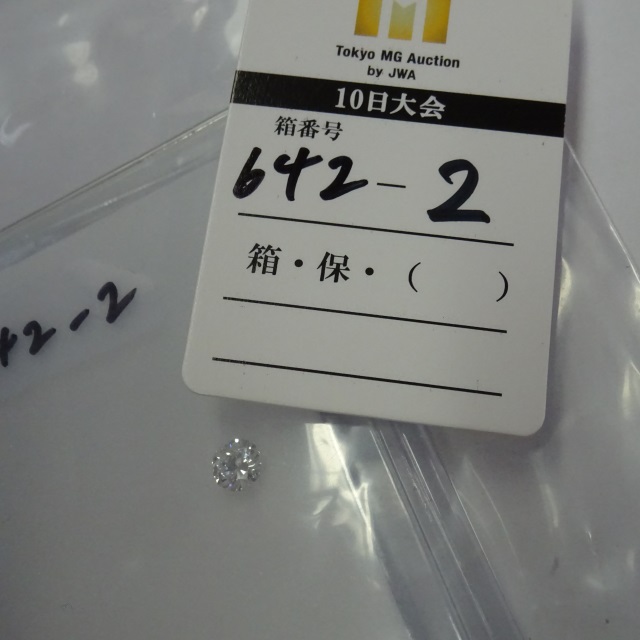 Tokyo MG Auction
by JWA
10日大会
箱番号
642-2
箱・保・(　　)
42-2